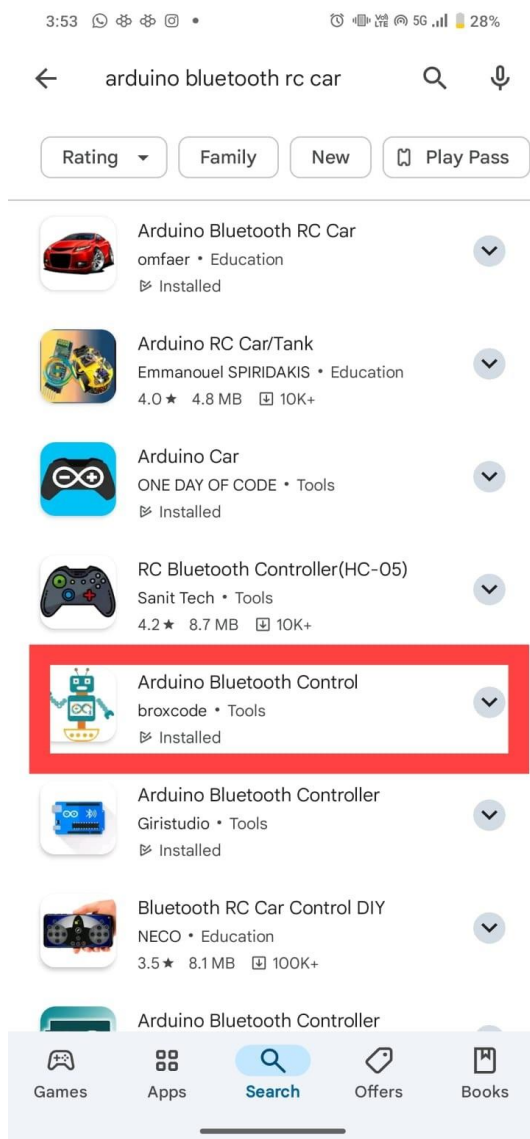 3:53 Vo) LTE 5G 28%
arduino bluetooth rc car
Rating Family New Play Pass
Arduino Bluetooth RC Car
omfaer • Education
Installed
Arduino RC Car/Tank
Emmanouel SPIRIDAKIS • Education
4.0★ 4.8 MB 10K+
Arduino Car
ONE DAY OF CODE • Tools
Installed
RC Bluetooth Controller(HC-05)
Sanit Tech • Tools
4.2★ 8.7 MB 10K+
Arduino Bluetooth Control
broxcode • Tools
Installed
Arduino Bluetooth Controller
Giristudio • Tools
Installed
Bluetooth RC Car Control DIY
NECO • Education
3.5★ 8.1 MB 100K+
Arduino Bluetooth Controller
Games Apps Search Offers Books